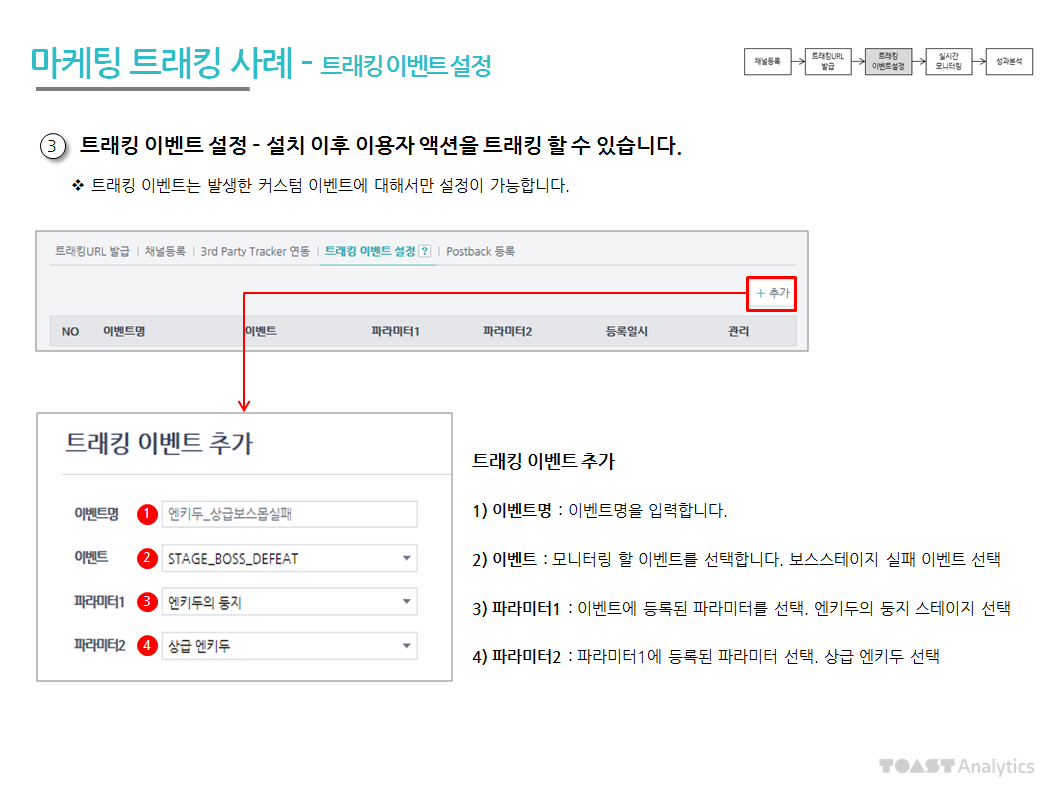 마케팅 트래킹 사례 - 트래킹 이벤트 설정
채널등록
트래킹URL
발급
트래킹
이벤트설정
실시간
모니터링
성과분석
3 트래킹 이벤트 설정 - 설치 이후 이용자 액션을 트래킹 할 수 있습니다.
❖ 트래킹 이벤트는 발생한 커스텀 이벤트에 대해서만 설정이 가능합니다.
트래킹URL 발급 | 채널등록 | 3rd Party Tracker 연동 | 트래킹 이벤트 설정 ? | Postback 등록
+ 추가
NO 이벤트명 이벤트 파라미터1 파라미터2 등록일시 관리
트래킹 이벤트 추가
이벤트명 1 엔키두_상급보스몹실패
이벤트 2 STAGE_BOSS_DEFEAT
파라미터1 3 엔키두의 둥지
파라미터2 4 상급 엔키두
트래킹 이벤트 추가
1) 이벤트명 : 이벤트명을 입력합니다.
2) 이벤트 : 모니터링 할 이벤트를 선택합니다. 보스스테이지 실패 이벤트 선택
3) 파라미터1 : 이벤트에 등록된 파라미터를 선택. 엔키두의 둥지 스테이지 선택
4) 파라미터2 : 파라미터1에 등록된 파라미터 선택. 상급 엔키두 선택
TOAST Analytics